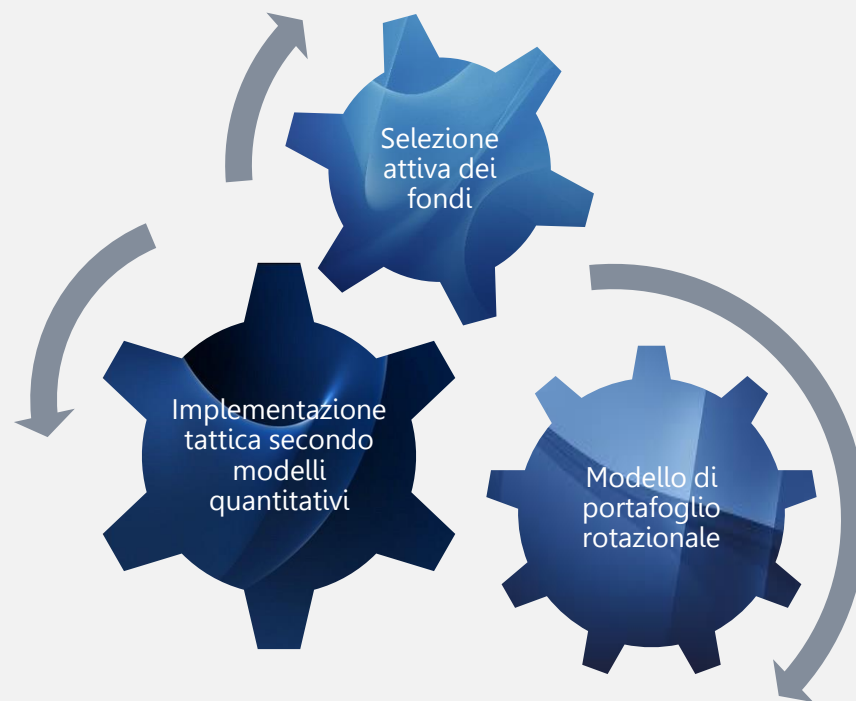 Selezione
attiva dei
fondi
Implementazione
tattica secondo
modelli
quantitativi
Modello di
portafoglio
rotazionale